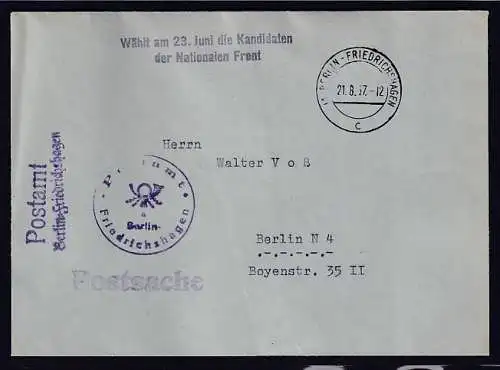 Wählt am 23. Juni die Kandidaten
der Nationalen Front
BERLIN-FRIEDRICHSHAGEN
21.8.57.-12
c
Herrn
Walter V o ß
Postamt
Berlin-Friedrichshagen
Postamt
Berlin-
Friedrichshagen
Berlin N 4
Boyenstr. 35 II
Postsache